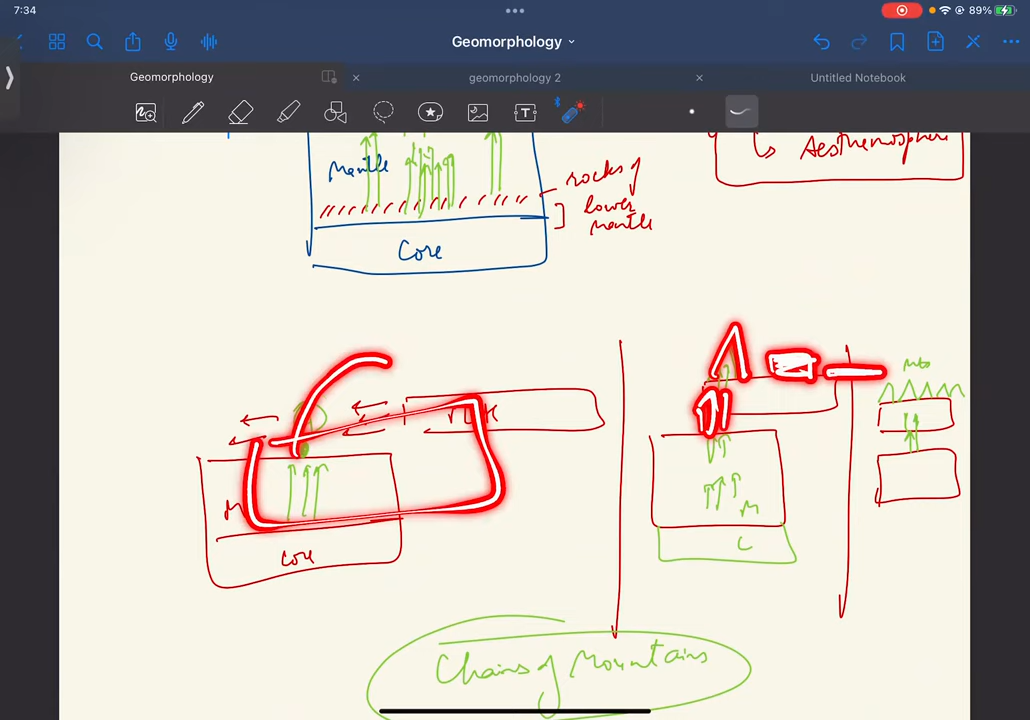 7:34
89%
Geomorphology
Geomorphology
geomorphology 2
Untitled Notebook
Mantle
rocks of
lower
mantle
Aesthemosphere
Core
M
Core
M
C
Mts
Chains of Mountains